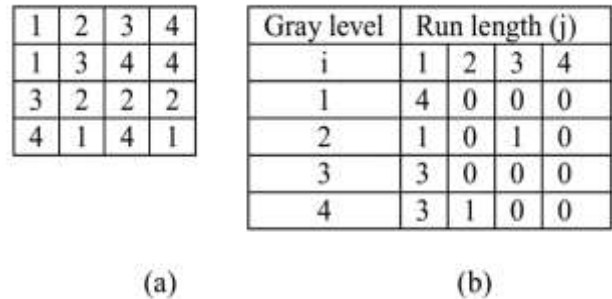 1 2 3 4
1 3 4 4
3 2 2 2
4 1 4 1
(a)
Gray level Run length (j)
i 1 2 3 4
1 4 0 0 0
2 1 0 1 0
3 3 0 0 0
4 3 1 0 0
(b)